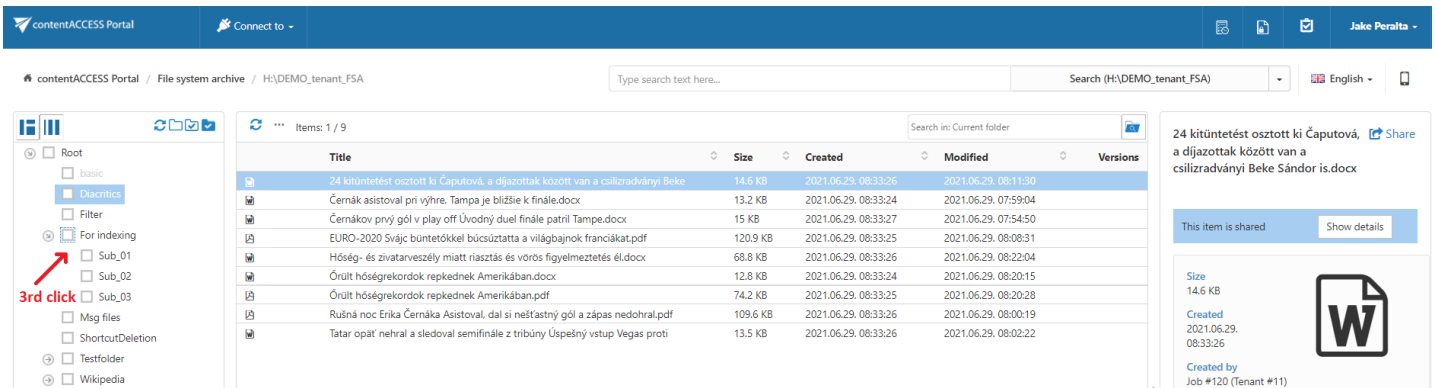 contentACCESS Portal
Connect to
Jake Peralta
contentACCESS Portal / File system archive / H:\DEMO_tenant_FSA
Type search text here...
Search (H:\DEMO_tenant_FSA)
English
Items: 1 / 9
Search in: Current folder
Root
basic
Diacritics
Filter
For indexing
Sub_01
Sub_02
3rd click
Sub_03
Msg files
ShortcutDeletion
Testfolder
Wikipedia
Title Size Created Modified Versions
24 kitüntetést osztott ki Čaputová, a díjazottak között van a csilizradványi Beke 14.6 KB 2021.06.29. 08:33:26 2021.06.29. 08:11:30
Černák asistoval pri výhre, Tampa je bližšie k finále.docx 13.2 KB 2021.06.29. 08:33:24 2021.06.29. 07:59:04
Černákov prvý gól v play off Úvodný duel finále patril Tampe.docx 15 KB 2021.06.29. 08:33:27 2021.06.29. 07:54:50
EURO-2020 Svájc büntetőkkel búcsúztatta a világbajnok franciákat.pdf 120.9 KB 2021.06.29. 08:33:25 2021.06.29. 08:08:31
Hőség- és zivatarveszély miatt riasztás és vörös figyelmeztetés él.docx 68.8 KB 2021.06.29. 08:33:26 2021.06.29. 08:22:04
Őrült hőségrekordok repkednek Amerikában.docx 12.8 KB 2021.06.29. 08:33:24 2021.06.29. 08:20:15
Őrült hőségrekordok repkednek Amerikában.pdf 74.2 KB 2021.06.29. 08:33:25 2021.06.29. 08:20:28
Rušná noc Erika Černáka Asistoval, dal si nešťastný gól a zápas nedohral.pdf 109.6 KB 2021.06.29. 08:33:26 2021.06.29. 08:00:19
Tatar opäť nehral a sledoval semifinále z tribúny Úspešný vstup Vegas proti 13.5 KB 2021.06.29. 08:33:26 2021.06.29. 08:02:22
24 kitüntetést osztott ki Čaputová, Share
a díjazottak között van a
csilizradványi Beke Sándor is.docx
This item is shared Show details
Size
14.6 KB
Created
2021.06.29.
08:33:26
Created by
Job #120 (Tenant #11)
W